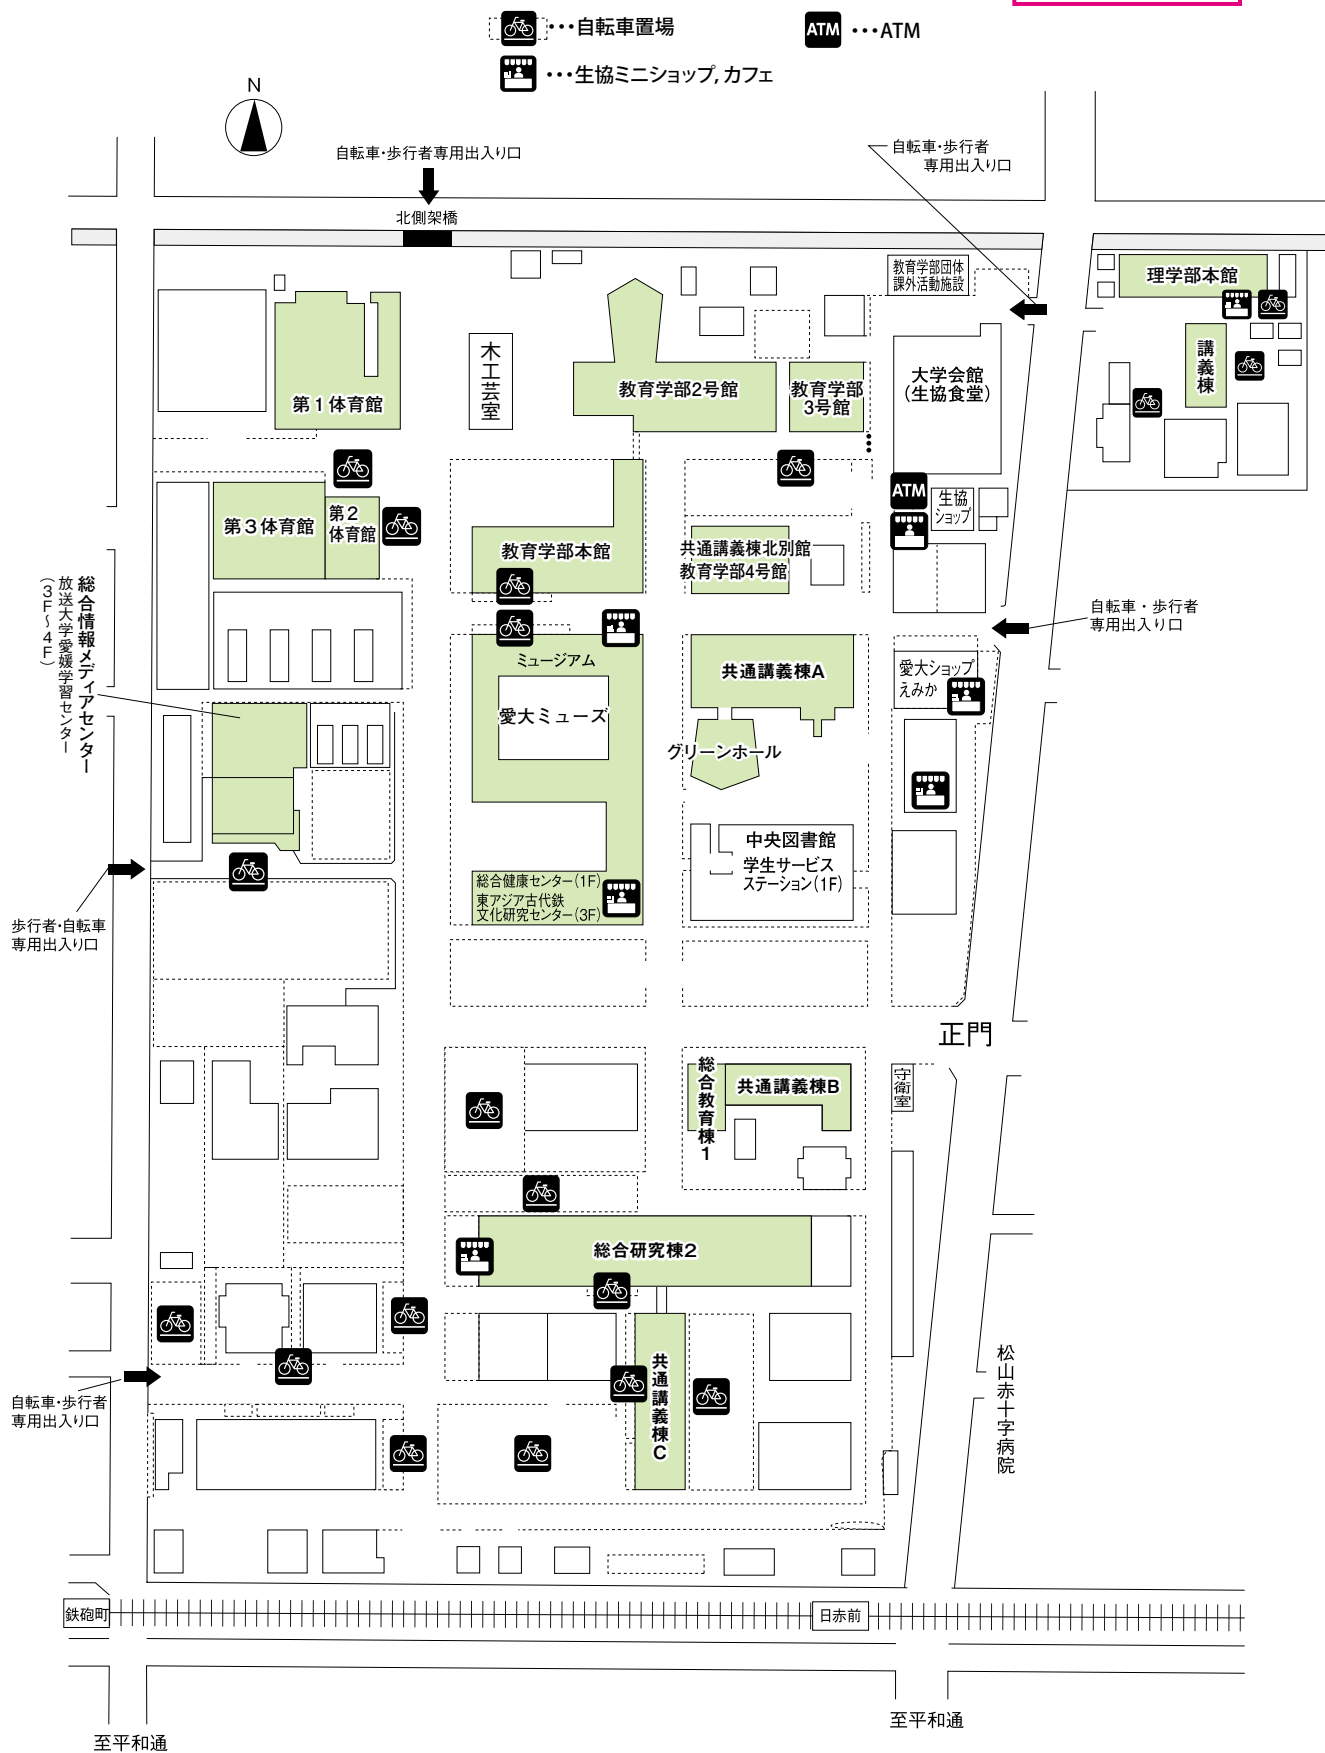 ･･･自転車置場
ATM ･･･ATM
･･･生協ミニショップ,カフェ
N
自転車･歩行者専用出入り口
北側架橋
自転車･歩行者
専用出入り口
教育学部団体
課外活動施設
理学部本館
講義棟
木工芸室
第1体育館
教育学部2号館
教育学部
3号館
大学会館
(生協食堂)
ATM
生協
ショップ
第3体育館
第2
体育館
教育学部本館
共通講義棟北別館
教育学部4号館
総合情報メディアセンター
放送大学愛媛学習センター
(3F～4F)
自転車・歩行者
専用出入り口
ミュージアム
愛大ミューズ
共通講義棟A
グリーンホール
愛大ショップ
えみか
中央図書館
学生サービス
ステーション(1F)
総合健康センター(1F)
東アジア古代鉄
文化研究センター(3F)
歩行者･自転車
専用出入り口
正門
守衛室
総合教育棟1
共通講義棟B
総合研究棟2
共通講義棟C
松山赤十字病院
自転車･歩行者
専用出入り口
鉄砲町
日赤前
至平和通
至平和通